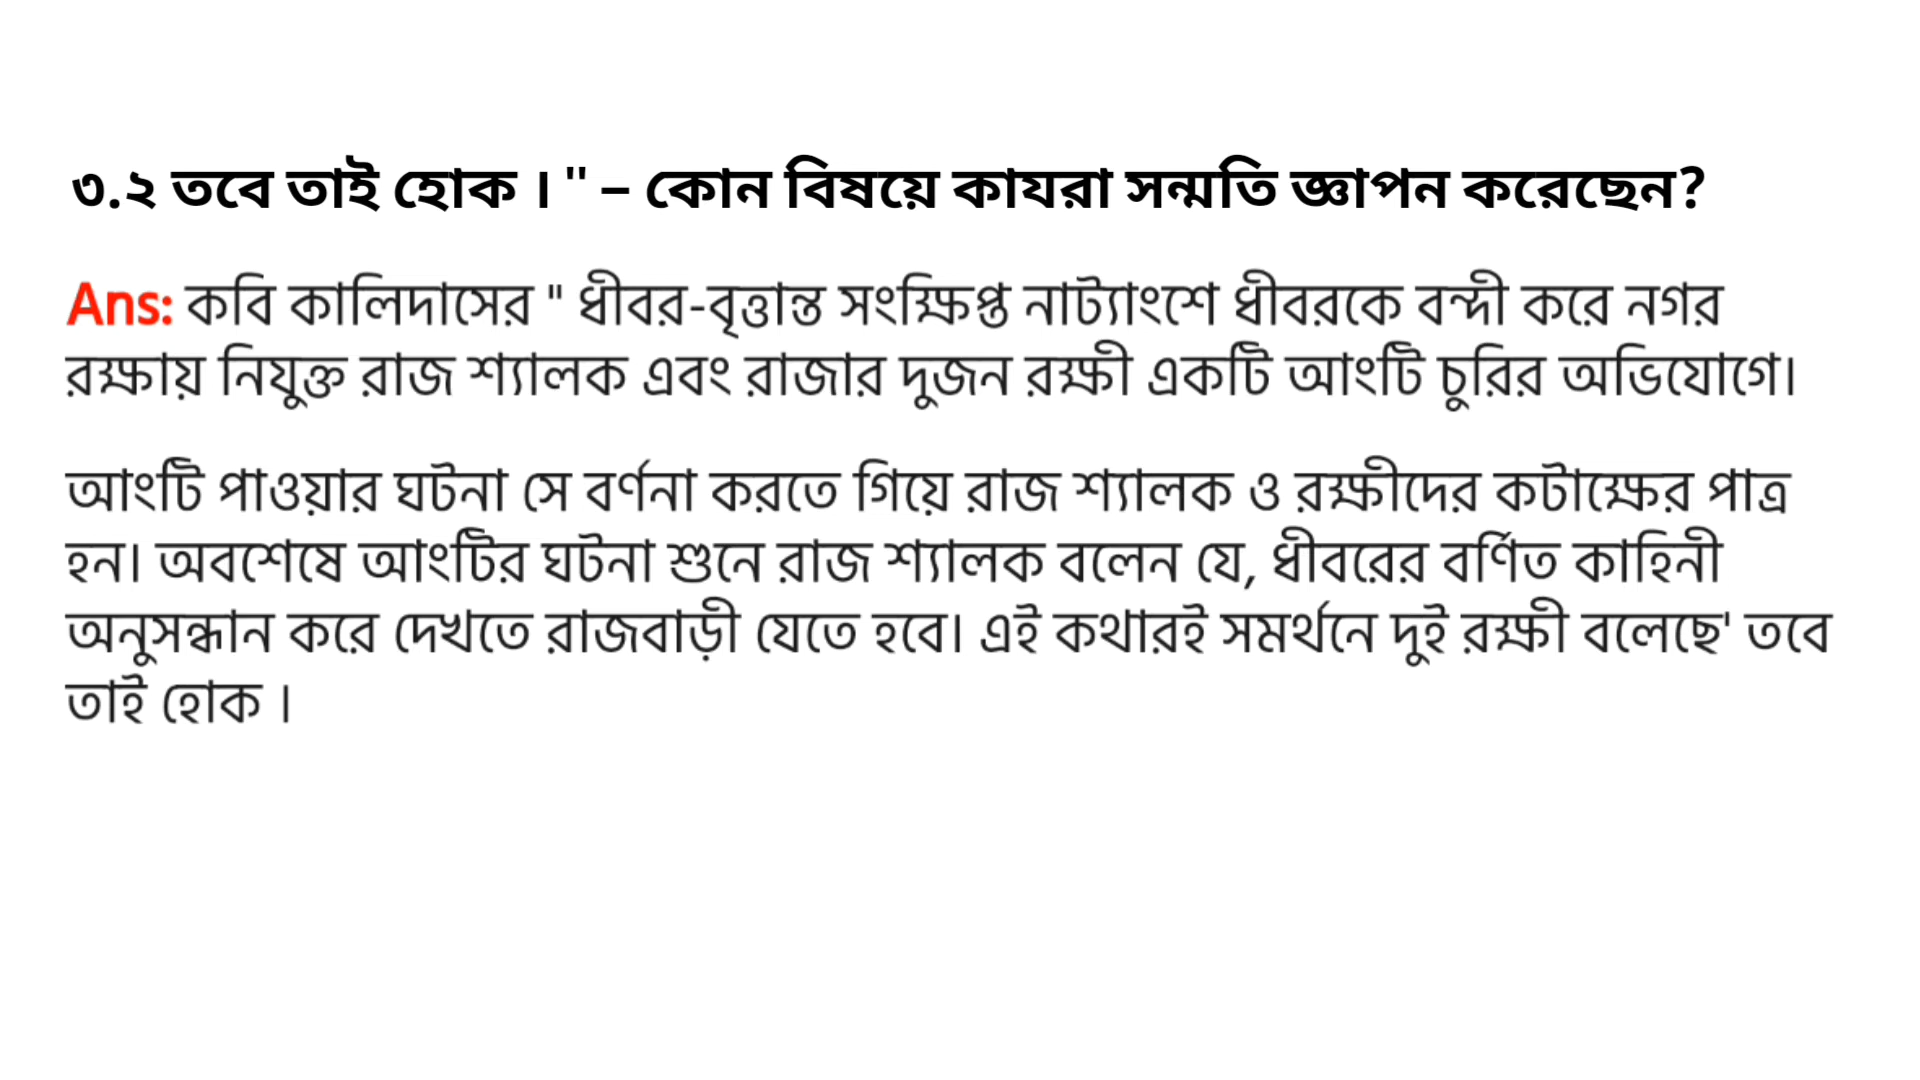 ৩.২ তবে তাই হোক । " – কোন বিষয়ে কাযরা সন্মতি জ্ঞাপন করেছেন?
Ans: কবি কালিদাসের " ধীবর-বৃত্তান্ত সংক্ষিপ্ত নাট্যাংশে ধীবরকে বন্দী করে নগর
রক্ষায় নিযুক্ত রাজ শ্যালক এবং রাজার দুজন রক্ষী একটি আংটি চুরির অভিযোগে।
আংটি পাওয়ার ঘটনা সে বর্ণনা করতে গিয়ে রাজ শ্যালক ও রক্ষীদের কটাক্ষের পাত্র
হন। অবশেষে আংটির ঘটনা শুনে রাজ শ্যালক বলেন যে, ধীবরের বর্ণিত কাহিনী
অনুসন্ধান করে দেখতে রাজবাড়ী যেতে হবে। এই কথারই সমর্থনে দুই রক্ষী বলেছে' তবে
তাই হোক ।